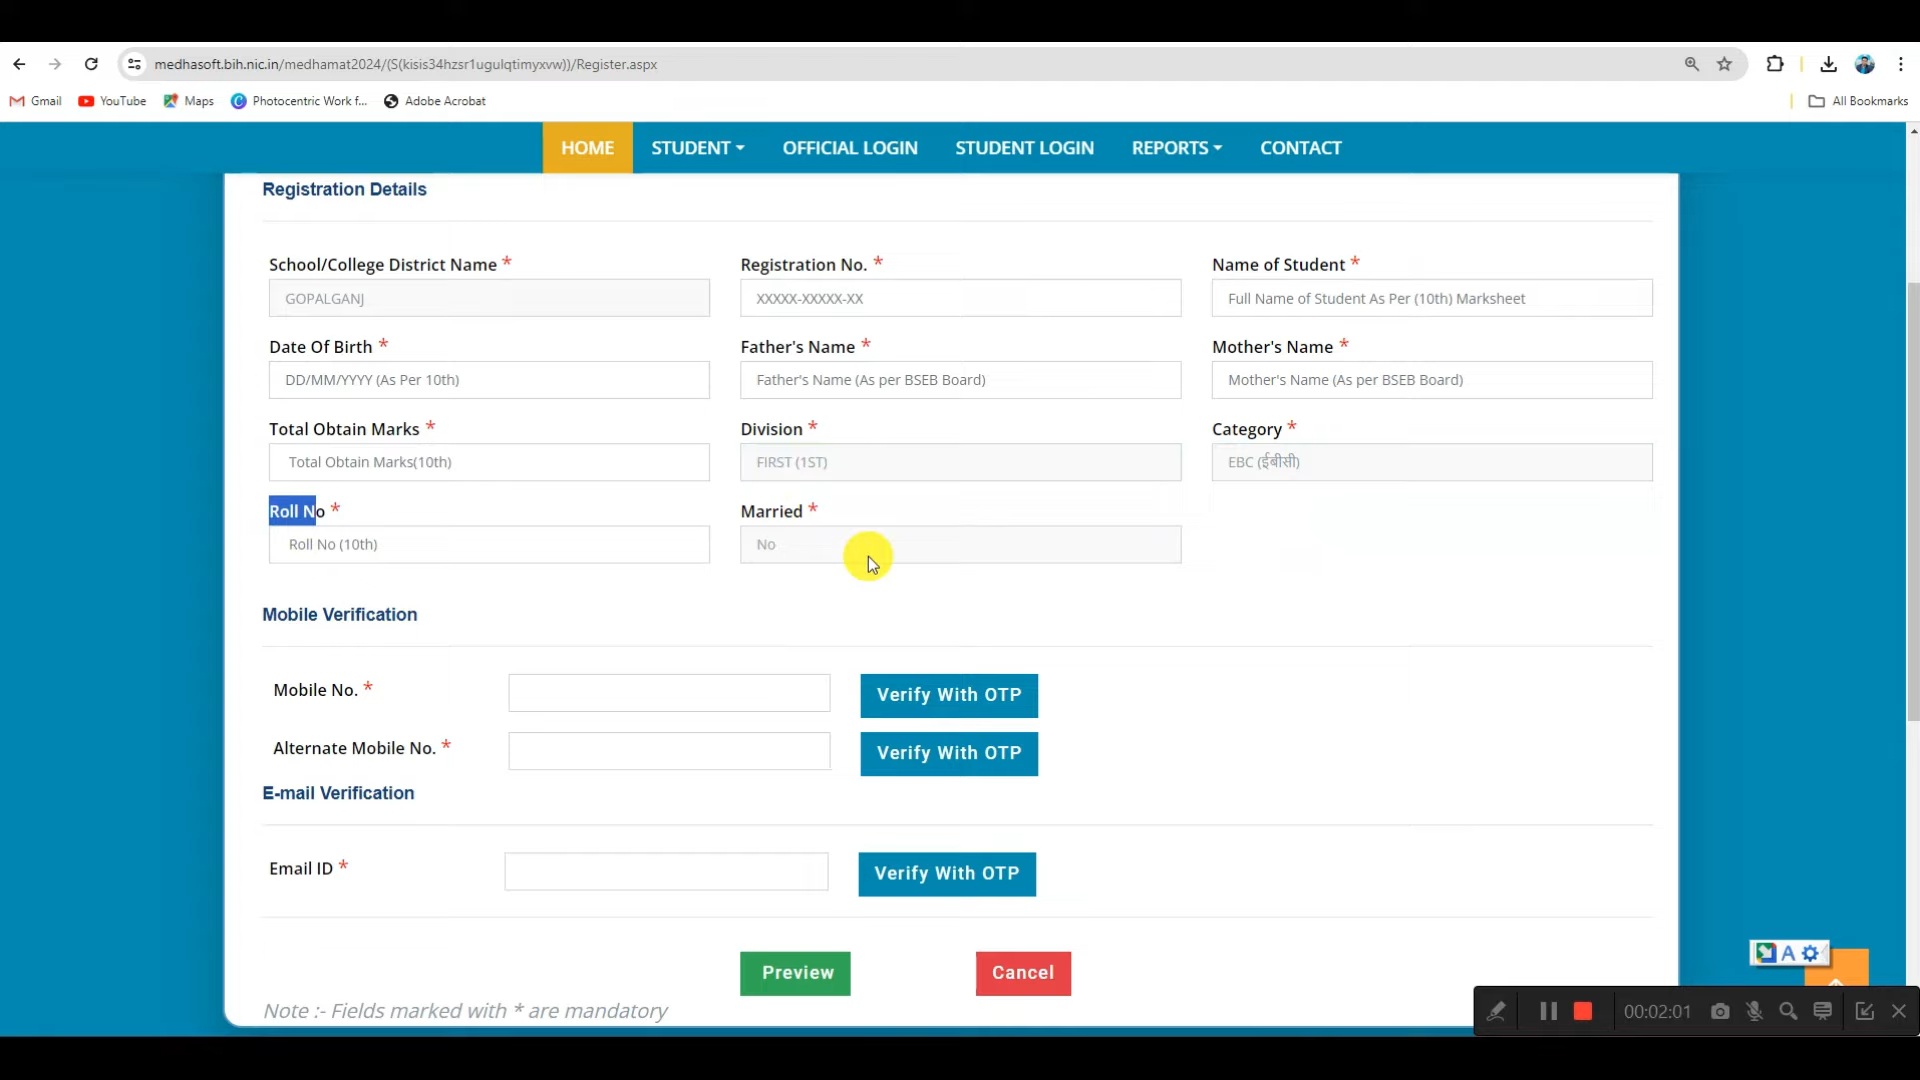 medhasoft.bih.nic.in/medhamat2024/(S(kisis34hzsr1ugulqtimyxvw))/Register.aspx
Gmail YouTube Maps Photocentric Work f... Adobe Acrobat All Bookmarks
HOME STUDENT OFFICIAL LOGIN STUDENT LOGIN REPORTS CONTACT
Registration Details
School/College District Name * Registration No. * Name of Student *
GOPALGANJ XXXXX-XXXXX-XX Full Name of Student As Per (10th) Marksheet
Date Of Birth * Father's Name * Mother's Name *
DD/MM/YYYY (As Per 10th) Father's Name (As per BSEB Board) Mother's Name (As per BSEB Board)
Total Obtain Marks * Division * Category *
Total Obtain Marks(10th) FIRST (1ST) EBC (ईबीसी)
Roll No * Married *
Roll No (10th) No
Mobile Verification
Mobile No. * Verify With OTP
Alternate Mobile No. * Verify With OTP
E-mail Verification
Email ID * Verify With OTP
A
Preview Cancel
Note :- Fields marked with * are mandatory
00:02:01